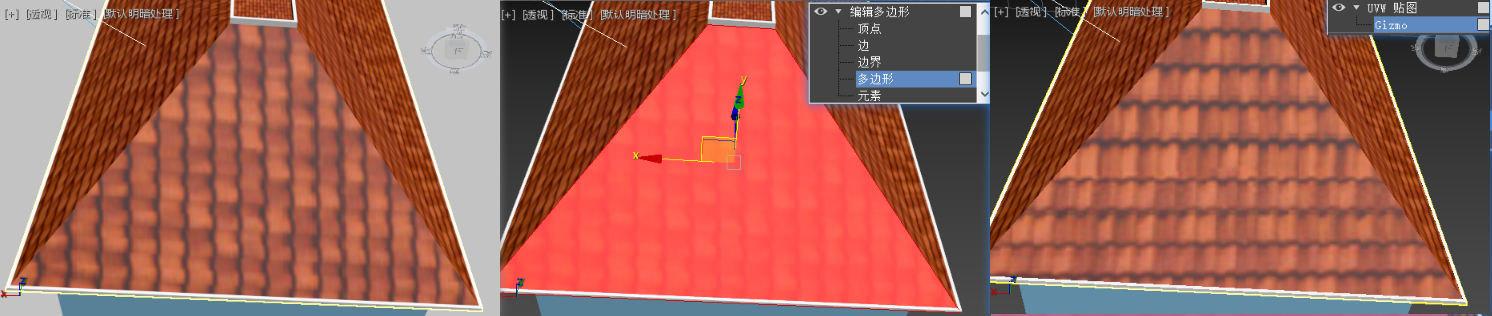 [+] [透视] [标准] [默认明暗处理]
[+] [透视] [标准] [默认明暗处理]
编辑多边形
顶点
边
边界
多边形
元素
x
y
z
[+] [透视] [标准] [默认明暗处理]
UVW 贴图
Gizmo